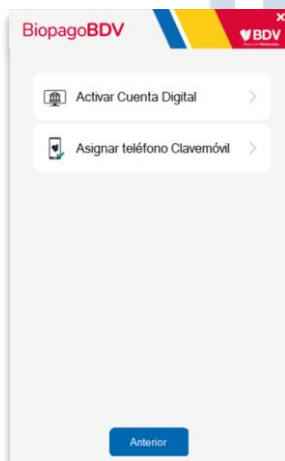 BiopagoBDV
BDV
Activar Cuenta Digital
Asignar teléfono Clavemóvil
Anterior